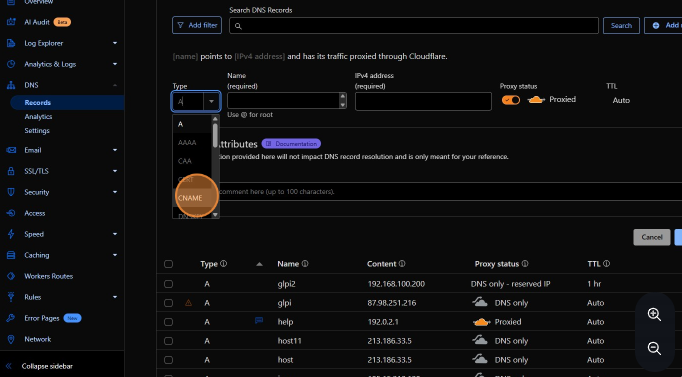 Overview
AI Audit Beta
Log Explorer
Analytics & Logs
DNS
Records
Analytics
Settings
Email
SSL/TLS
Security
Access
Speed
Caching
Workers Routes
Rules
Error Pages New
Network
Collapse sidebar
Search DNS Records
Add filter
Search
Add
[name] points to [IPv4 address] and has its traffic proxied through Cloudflare.
Type
Name
(required)
IPv4 address
(required)
Proxy status
TTL
A
Proxied
Auto
Use @ for root
A
AAAA
CAA
CERT
CNAME
Attributes Documentation
provided here will not impact DNS record resolution and is only meant for your reference.
comment here (up to 100 characters).
Cancel
Type Name Content Proxy status TTL
A glpi2 192.168.100.200 DNS only - reserved IP 1 hr
A glpi 87.98.251.216 DNS only Auto
A help 192.0.2.1 Proxied Auto
A host11 213.186.33.5 DNS only Auto
A host 213.186.33.5 DNS only Auto